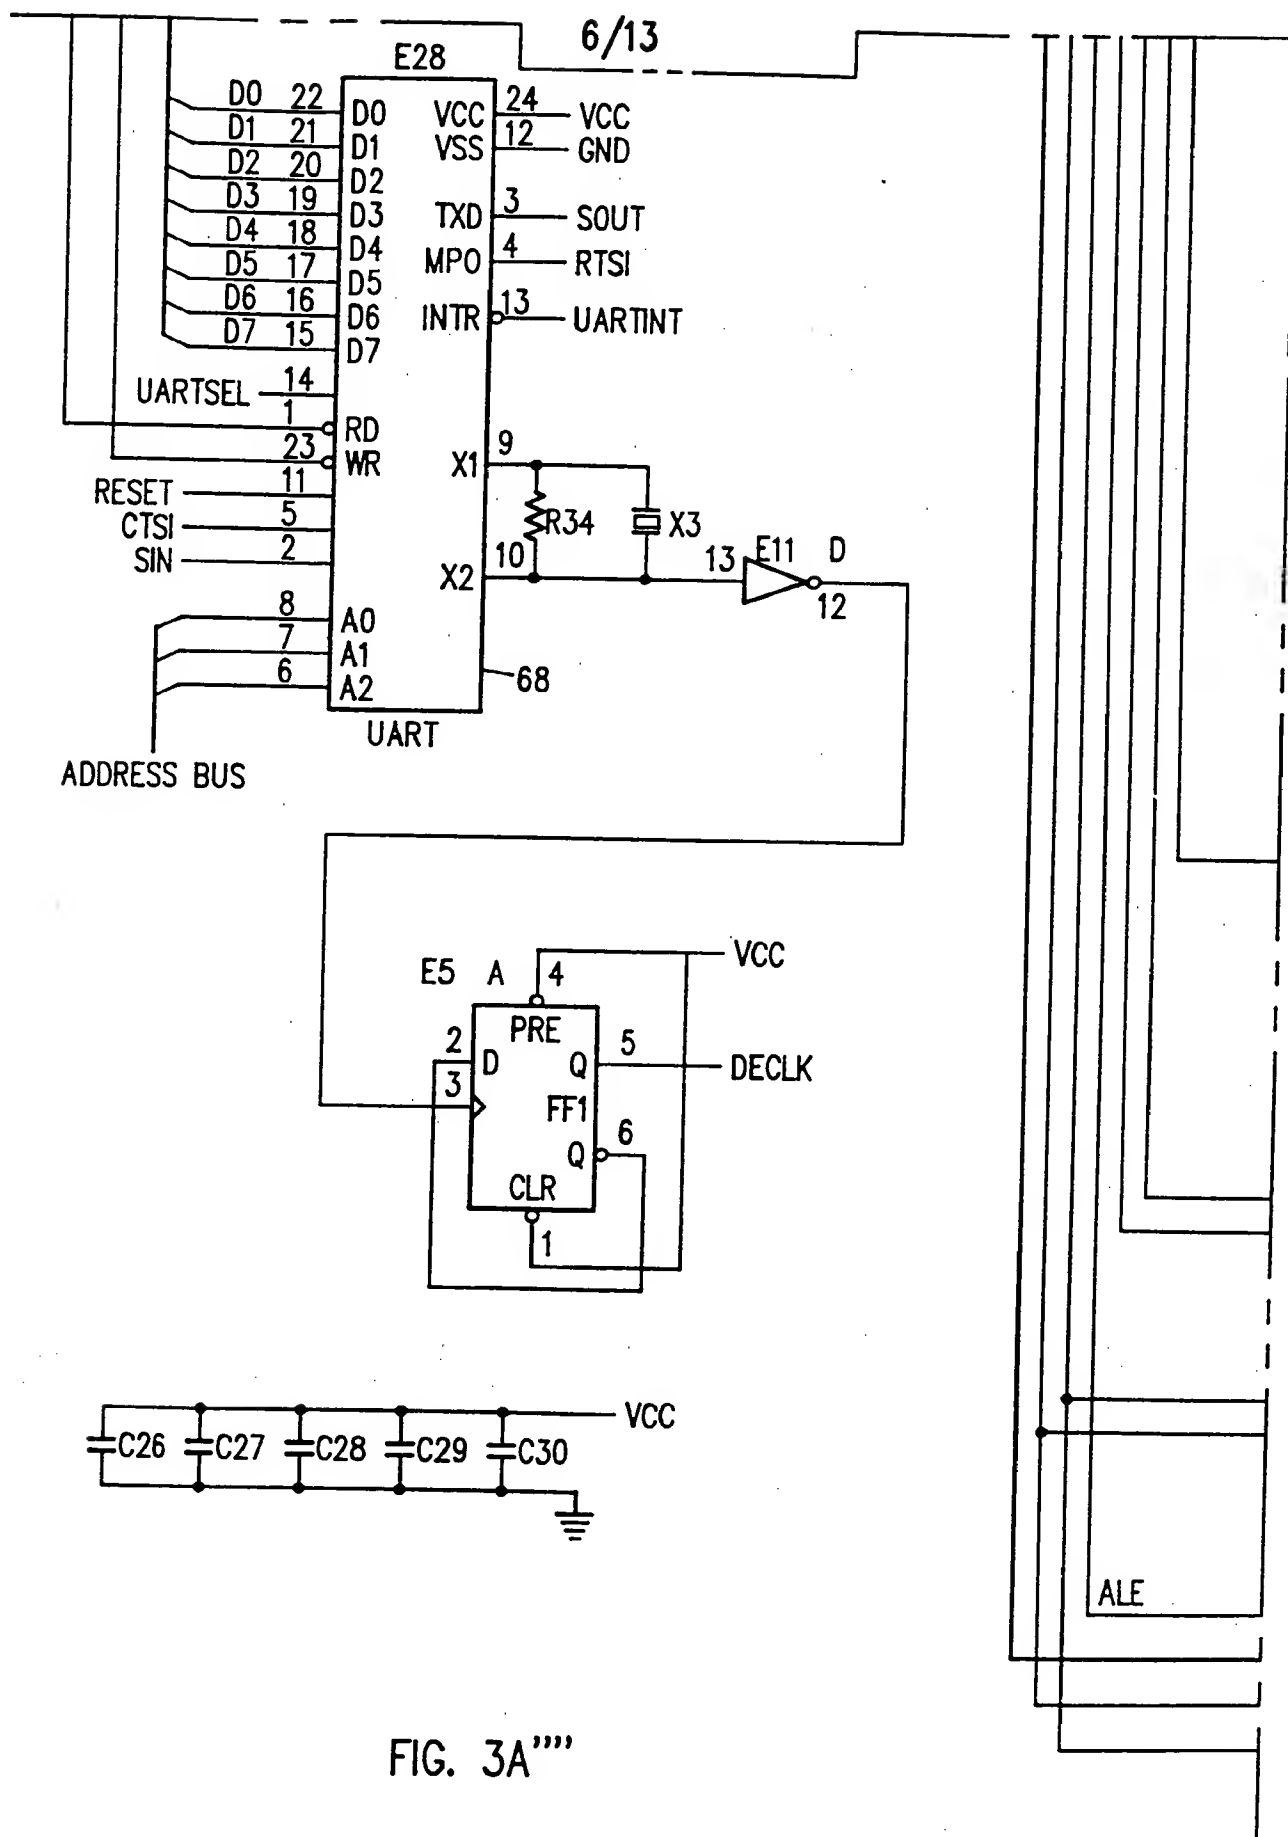 6/13
E28
D0 22 D0 VCC 24 VCC
D1 21 D1 VSS 12 GND
D2 20 D2
D3 19 D3 TXD 3 SOUT
D4 18 D4
D5 17 D5 MPO 4 RTSI
D6 16 D6 INTR 13 UARTINT
D7 15 D7
UARTSEL 14
1 RD
23 WR X1 9
RESET 11
CTSI 5 R34 X3
SIN 2 X2 10 13 E11 D
12
8 A0
7 A1
6 A2 68
UART
ADDRESS BUS
VCC
E5 A 4
PRE
2 D Q 5 DECLK
3 FF1
Q 6
CLR
1
VCC
C26 C27 C28 C29 C30
ALE
FIG. 3A""